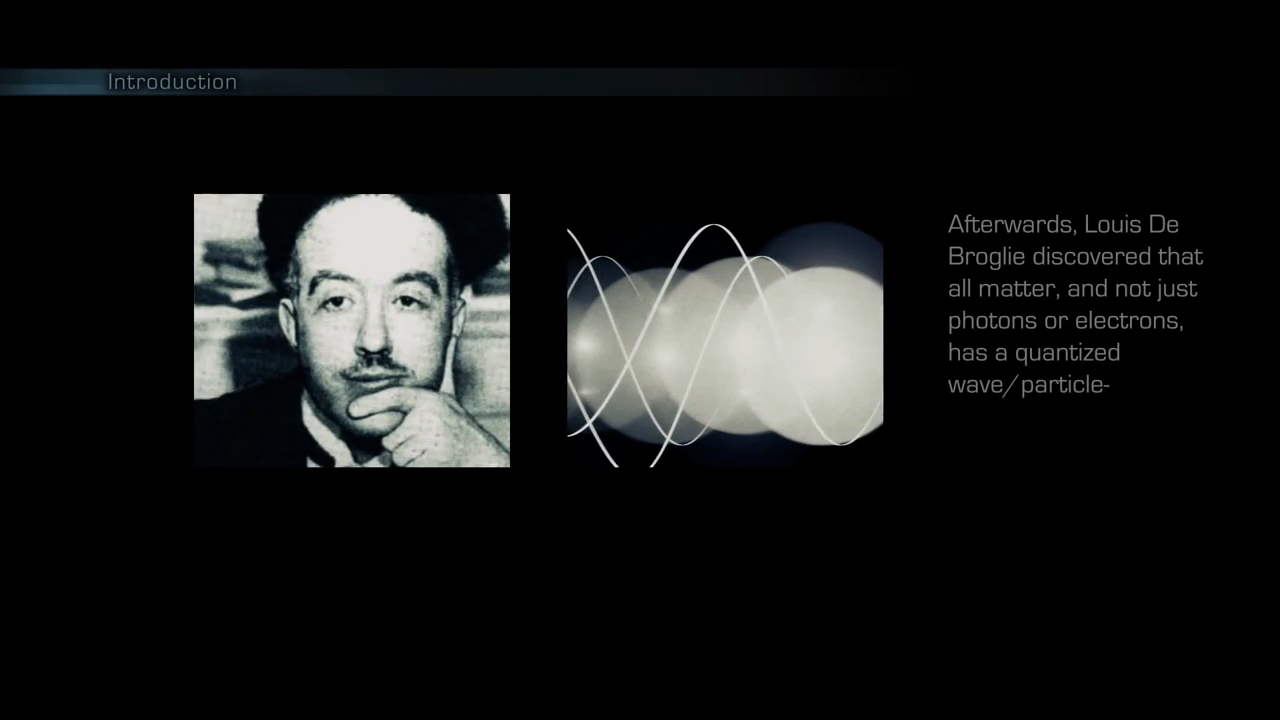 Introduction
Afterwards, Louis De
Broglie discovered that
all matter, and not just
photons or electrons,
has a quantized
wave/particle-